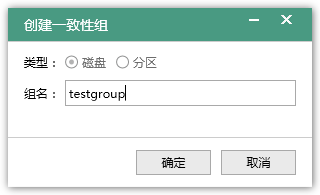 创建一致性组
类型： 磁盘 分区
组名： testgroup
确定 取消